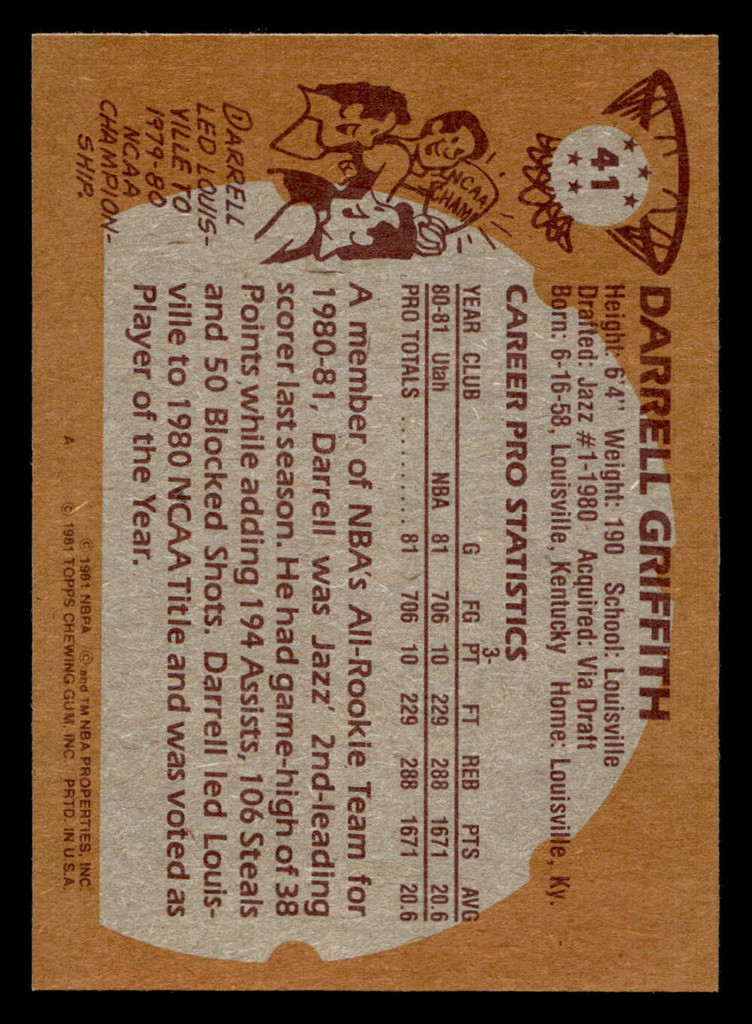 41
DARRELL GRIFFITH
Height: 6'4" Weight: 190 School: Louisville
Drafted: Jazz #1-1980 Acquired: Via Draft
Born: 6-16-58, Louisville, Kentucky Home: Louisville, Ky.
CAREER PRO STATISTICS
YEAR CLUB G FG 3-PT FT REB PTS AVG
80-81 Utah NBA 81 706 10 229 288 1671 20.6
PRO TOTALS .......... 81 706 10 229 288 1671 20.6
A member of NBA's All-Rookie Team for
1980-81, Darrell was Jazz' 2nd-leading
scorer last season. He had game-high of 38
Points while adding 194 Assists, 106 Steals
and 50 Blocked Shots. Darrell led Louis-
ville to 1980 NCAA Title and was voted as
Player of the Year.
NCAA
CHAMP
DARRELL
LED LOUIS-
VILLE TO
1979-80
NCAA
CHAMPION-
SHIP.
A
© 1981 NBPA © and TM NBA PROPERTIES, INC.
© 1981 TOPPS CHEWING GUM, INC. PRTD. IN U.S.A.